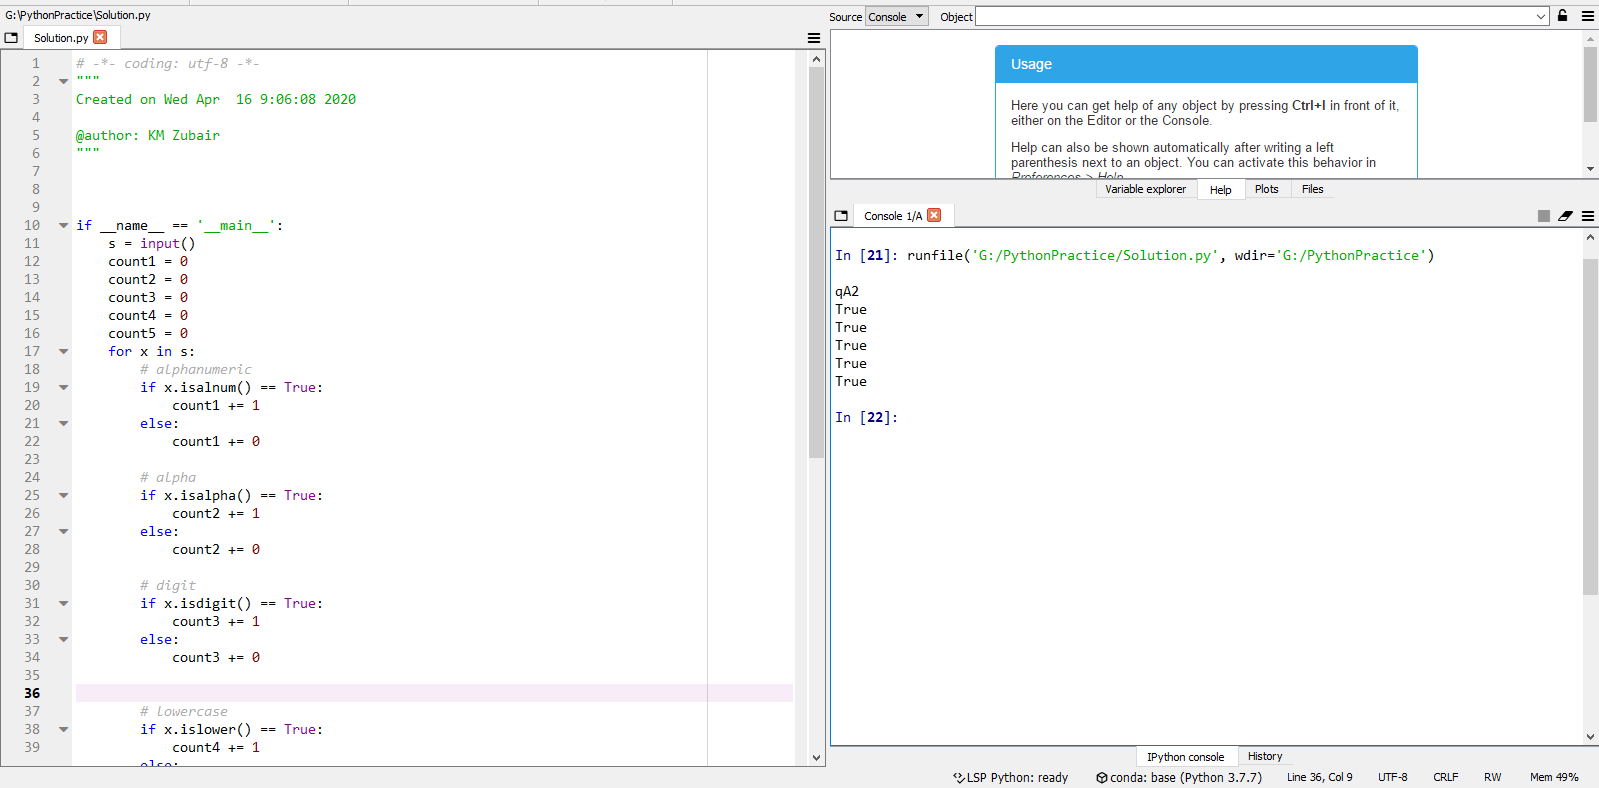 G:\PythonPractice\Solution.py
Solution.py
1 # -*- coding: utf-8 -*-
2 """
3 Created on Wed Apr  16 9:06:08 2020
4
5 @author: KM Zubair
6 """
7
8
9
10 if __name__ == '__main__':
11     s = input()
12     count1 = 0
13     count2 = 0
14     count3 = 0
15     count4 = 0
16     count5 = 0
17     for x in s:
18         # alphanumeric
19         if x.isalnum() == True:
20             count1 += 1
21         else:
22             count1 += 0
23
24         # alpha
25         if x.isalpha() == True:
26             count2 += 1
27         else:
28             count2 += 0
29
30         # digit
31         if x.isdigit() == True:
32             count3 += 1
33         else:
34             count3 += 0
35
36
37         # lowercase
38         if x.islower() == True:
39             count4 += 1
        else:
Source Console Object
Usage
Here you can get help of any object by pressing Ctrl+I in front of it,
either on the Editor or the Console.
Help can also be shown automatically after writing a left
parenthesis next to an object. You can activate this behavior in
Preferences > Help
Variable explorer Help Plots Files
Console 1/A
In [21]: runfile('G:/PythonPractice/Solution.py', wdir='G:/PythonPractice')
qA2
True
True
True
True
True
In [22]:
IPython console History
LSP Python: ready conda: base (Python 3.7.7) Line 36, Col 9 UTF-8 CRLF RW Mem 49%